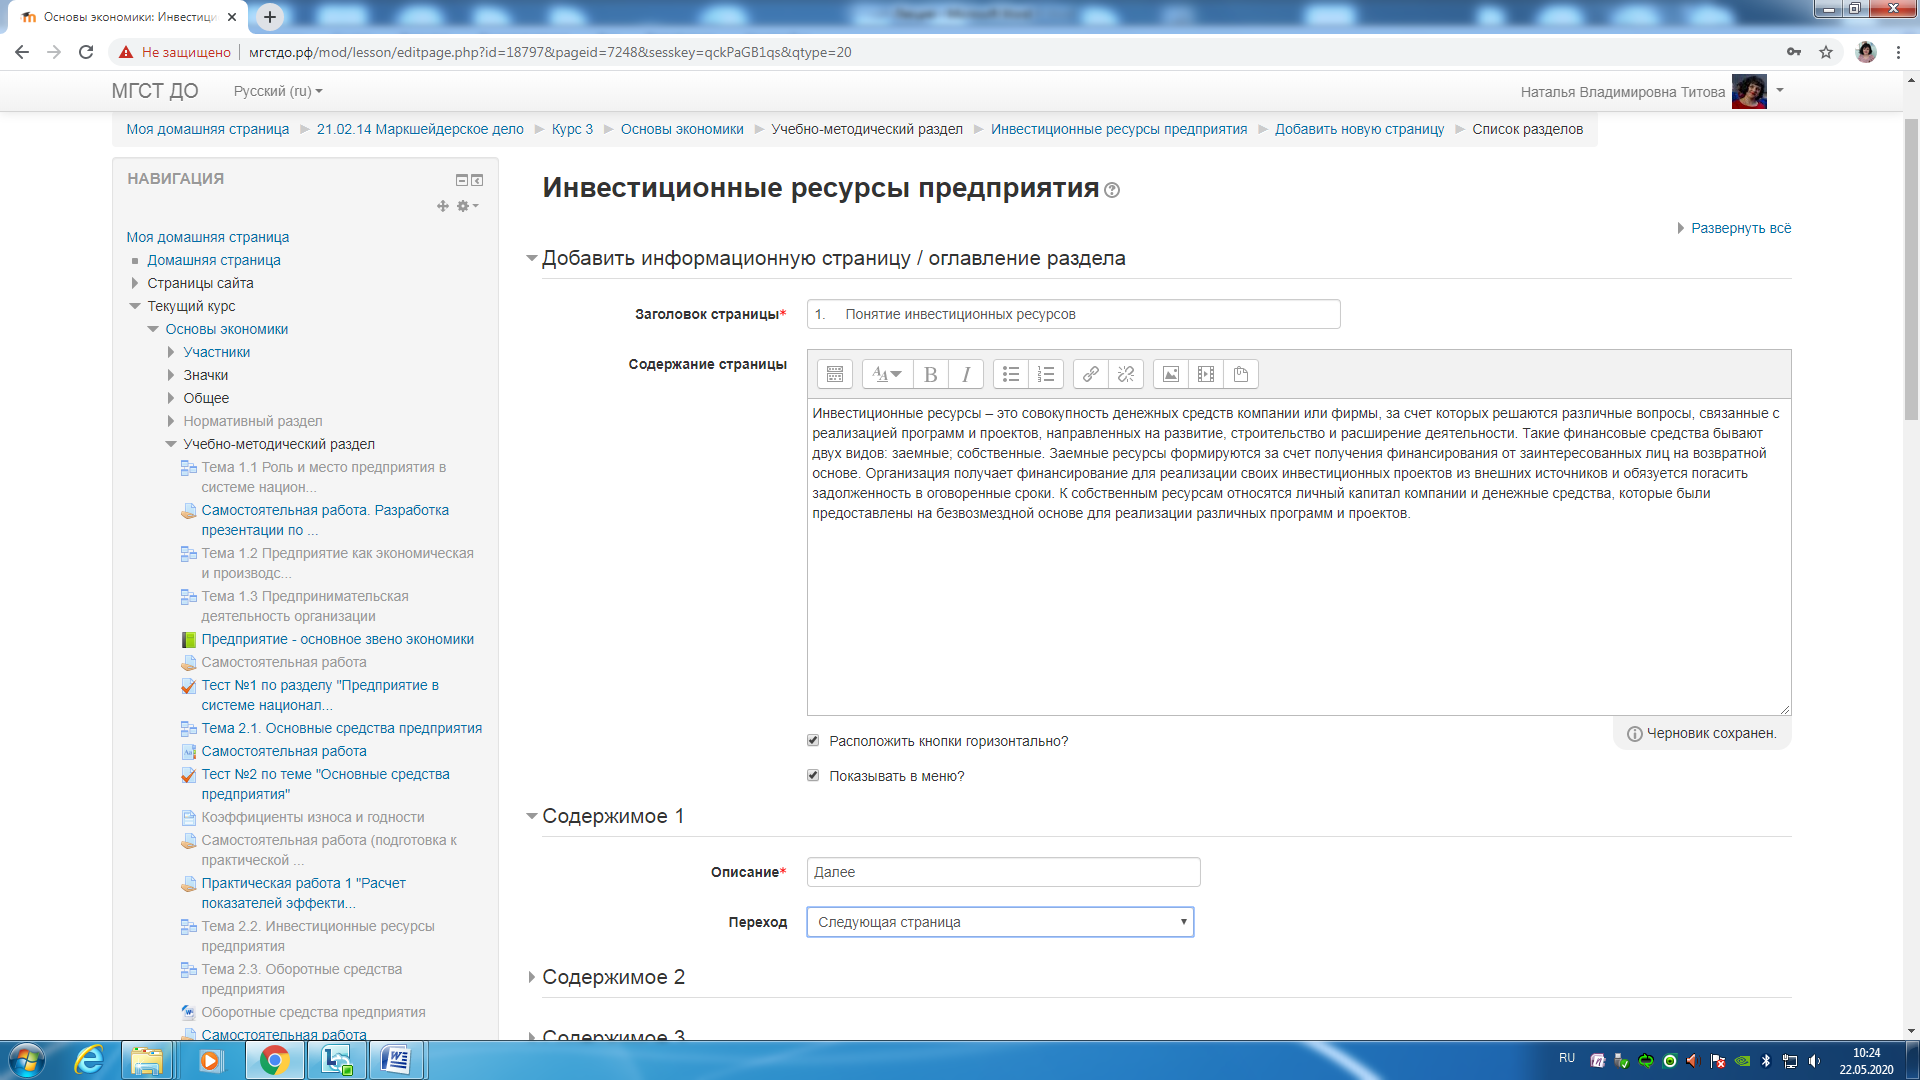 Основы экономики: Инвестици
Не защищено
мгстдо.рф/mod/lesson/editpage.php?id=18797&pageid=7248&sesskey=qckPaGB1qs&qtype=20
МГСТ ДО
Русский (ru)
Наталья Владимировна Титова
Моя домашняя страница
21.02.14 Маркшейдерское дело
Курс 3
Основы экономики
Учебно-методический раздел
Инвестиционные ресурсы предприятия
Добавить новую страницу
Список разделов
НАВИГАЦИЯ
Моя домашняя страница
Домашняя страница
Страницы сайта
Текущий курс
Основы экономики
Участники
Значки
Общее
Нормативный раздел
Учебно-методический раздел
Тема 1.1 Роль и место предприятия в
системе национ...
Самостоятельная работа. Разработка
презентации по ...
Тема 1.2 Предприятие как экономическая
и производс...
Тема 1.3 Предпринимательская
деятельность организации
Предприятие - основное звено экономики
Самостоятельная работа
Тест №1 по разделу "Предприятие в
системе национал...
Тема 2.1. Основные средства предприятия
Самостоятельная работа
Тест №2 по теме "Основные средства
предприятия"
Коэффициенты износа и годности
Самостоятельная работа (подготовка к
практической ...
Практическая работа 1 "Расчет
показателей эффекти...
Тема 2.2. Инвестиционные ресурсы
предприятия
Тема 2.3. Оборотные средства
предприятия
Оборотные средства предприятия
Самостоятельная работа
Инвестиционные ресурсы предприятия
Развернуть всё
Добавить информационную страницу / оглавление раздела
Заголовок страницы*
1. Понятие инвестиционных ресурсов
Содержание страницы
Инвестиционные ресурсы – это совокупность денежных средств компании или фирмы, за счет которых решаются различные вопросы, связанные с
реализацией программ и проектов, направленных на развитие, строительство и расширение деятельности. Такие финансовые средства бывают
двух видов: заемные; собственные. Заемные ресурсы формируются за счет получения финансирования от заинтересованных лиц на возвратной
основе. Организация получает финансирование для реализации своих инвестиционных проектов из внешних источников и обязуется погасить
задолженность в оговоренные сроки. К собственным ресурсам относятся личный капитал компании и денежные средства, которые были
предоставлены на безвозмездной основе для реализации различных программ и проектов.
Черновик сохранен.
Расположить кнопки горизонтально?
Показывать в меню?
Содержимое 1
Описание*
Далее
Переход
Следующая страница
Содержимое 2
Содержимое 3
RU
10:24
22.05.2020